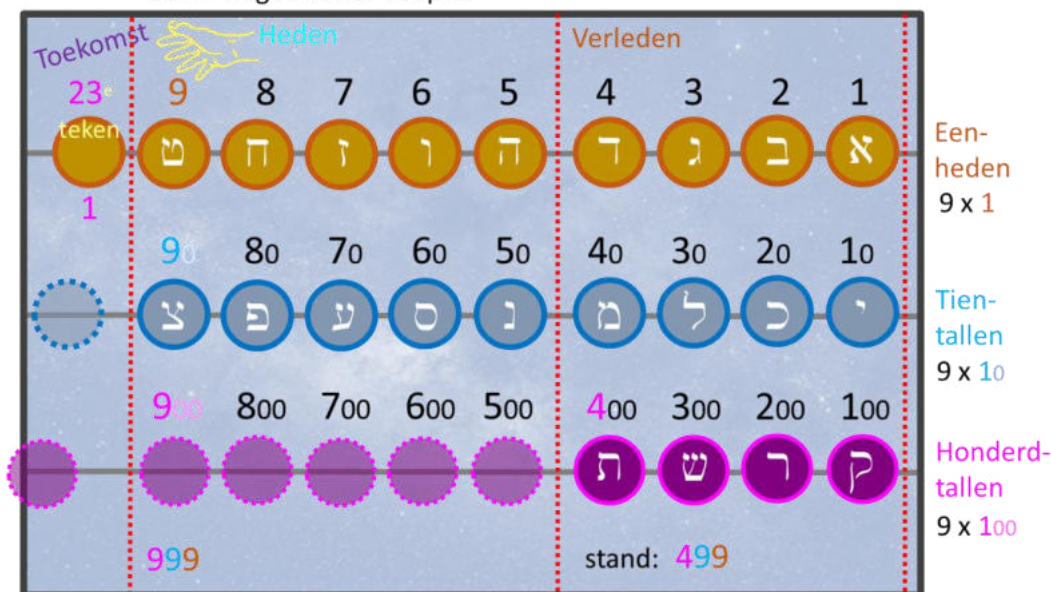 Toekomst Heden Verleden
23e 9 8 7 6 5 4 3 2 1
teken ט ח ז ו ה ד ג ב א
1
Een-
heden
9 x 1
90 80 70 60 50 40 30 20 10
צ פ ע ס נ מ ל כ י
Tien-
tallen
9 x 10
900 800 700 600 500 400 300 200 100
ת ש ר ק
Honderd-
tallen
9 x 100
999 stand: 499